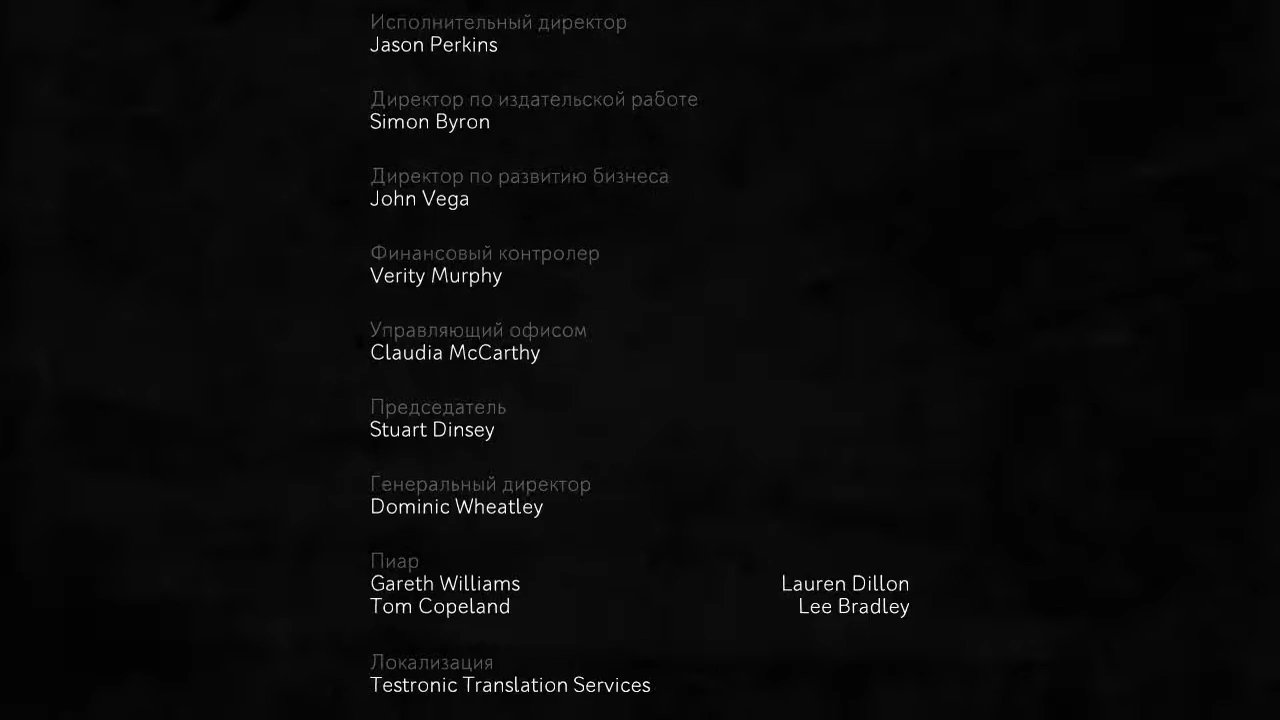 Исполнительный директор
Jason Perkins
Директор по издательской работе
Simon Byron
Директор по развитию бизнеса
John Vega
Финансовый контролер
Verity Murphy
Управляющий офисом
Claudia McCarthy
Председатель
Stuart Dinsey
Генеральный директор
Dominic Wheatley
Пиар
Gareth Williams Lauren Dillon
Tom Copeland Lee Bradley
Локализация
Testronic Translation Services